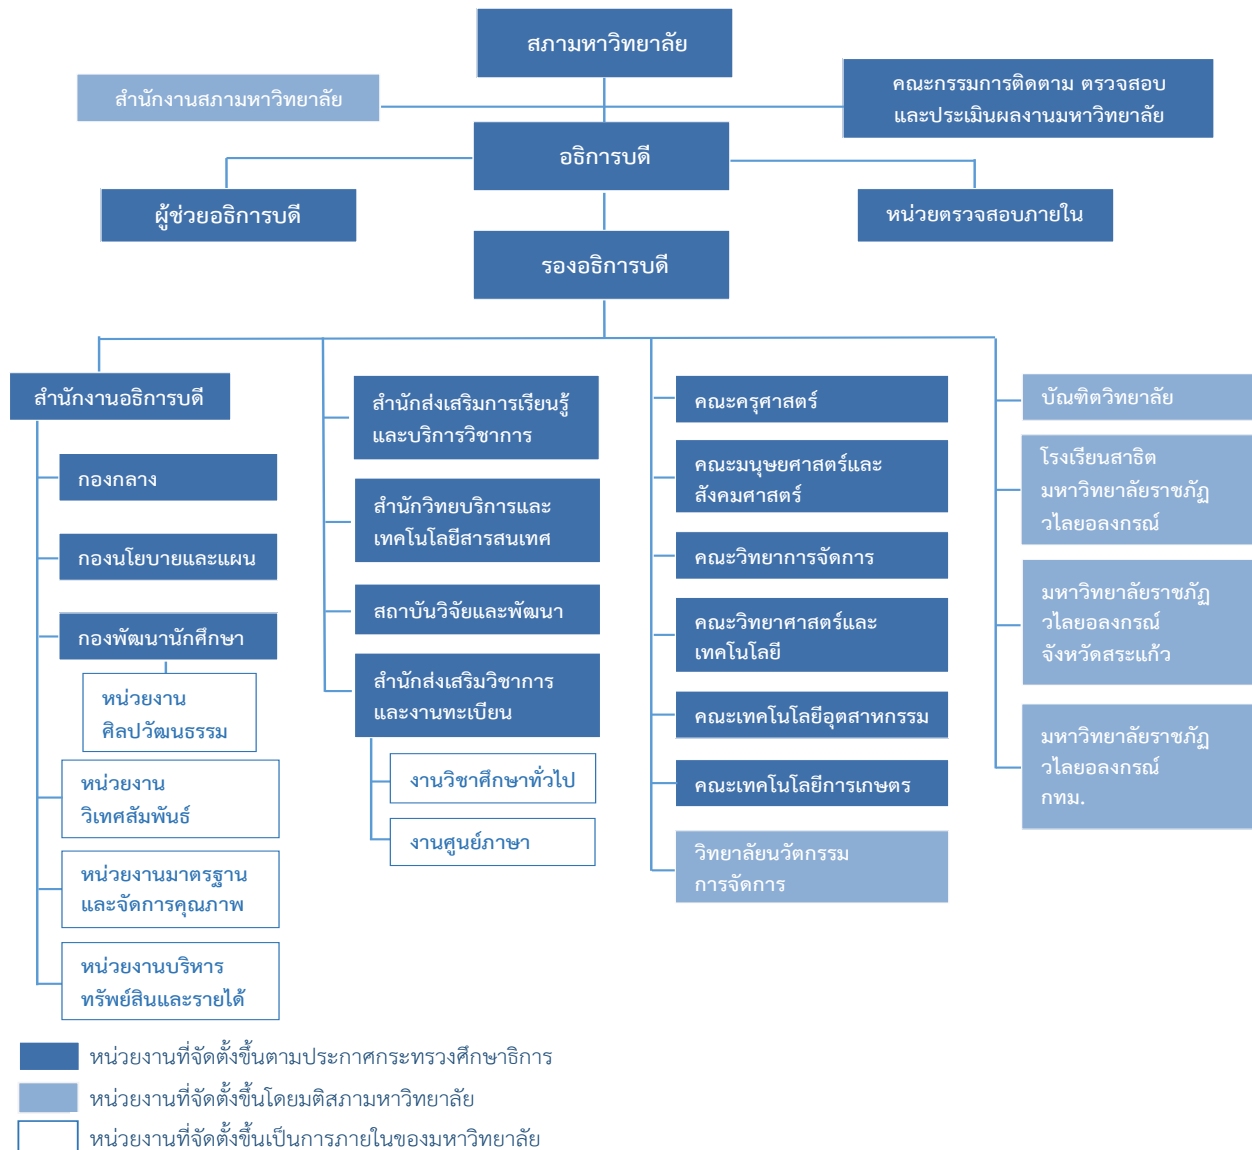 สภามหาวิทยาลัย
สำนักงานสภามหาวิทยาลัย
คณะกรรมการติดตาม ตรวจสอบ
และประเมินผลงานมหาวิทยาลัย
อธิการบดี
ผู้ช่วยอธิการบดี
หน่วยตรวจสอบภายใน
รองอธิการบดี
สำนักงานอธิการบดี
กองกลาง
กองนโยบายและแผน
กองพัฒนานักศึกษา
หน่วยงาน
ศิลปวัฒนธรรม
หน่วยงาน
วิเทศสัมพันธ์
หน่วยงานมาตรฐาน
และจัดการคุณภาพ
หน่วยงานบริหาร
ทรัพย์สินและรายได้
สำนักส่งเสริมการเรียนรู้
และบริการวิชาการ
สำนักวิทยบริการและ
เทคโนโลยีสารสนเทศ
สถาบันวิจัยและพัฒนา
สำนักส่งเสริมวิชาการ
และงานทะเบียน
งานวิชาศึกษาทั่วไป
งานศูนย์ภาษา
คณะครุศาสตร์
คณะมนุษยศาสตร์และ
สังคมศาสตร์
คณะวิทยาการจัดการ
คณะวิทยาศาสตร์และ
เทคโนโลยี
คณะเทคโนโลยีอุตสาหกรรม
คณะเทคโนโลยีการเกษตร
วิทยาลัยนวัตกรรม
การจัดการ
บัณฑิตวิทยาลัย
โรงเรียนสาธิต
มหาวิทยาลัยราชภัฏ
วไลยอลงกรณ์
มหาวิทยาลัยราชภัฏ
วไลยอลงกรณ์
จังหวัดสระแก้ว
มหาวิทยาลัยราชภัฏ
วไลยอลงกรณ์
กทม.
หน่วยงานที่จัดตั้งขึ้นตามประกาศกระทรวงศึกษาธิการ
หน่วยงานที่จัดตั้งขึ้นโดยมติสภามหาวิทยาลัย
หน่วยงานที่จัดตั้งขึ้นเป็นการภายในของมหาวิทยาลัย